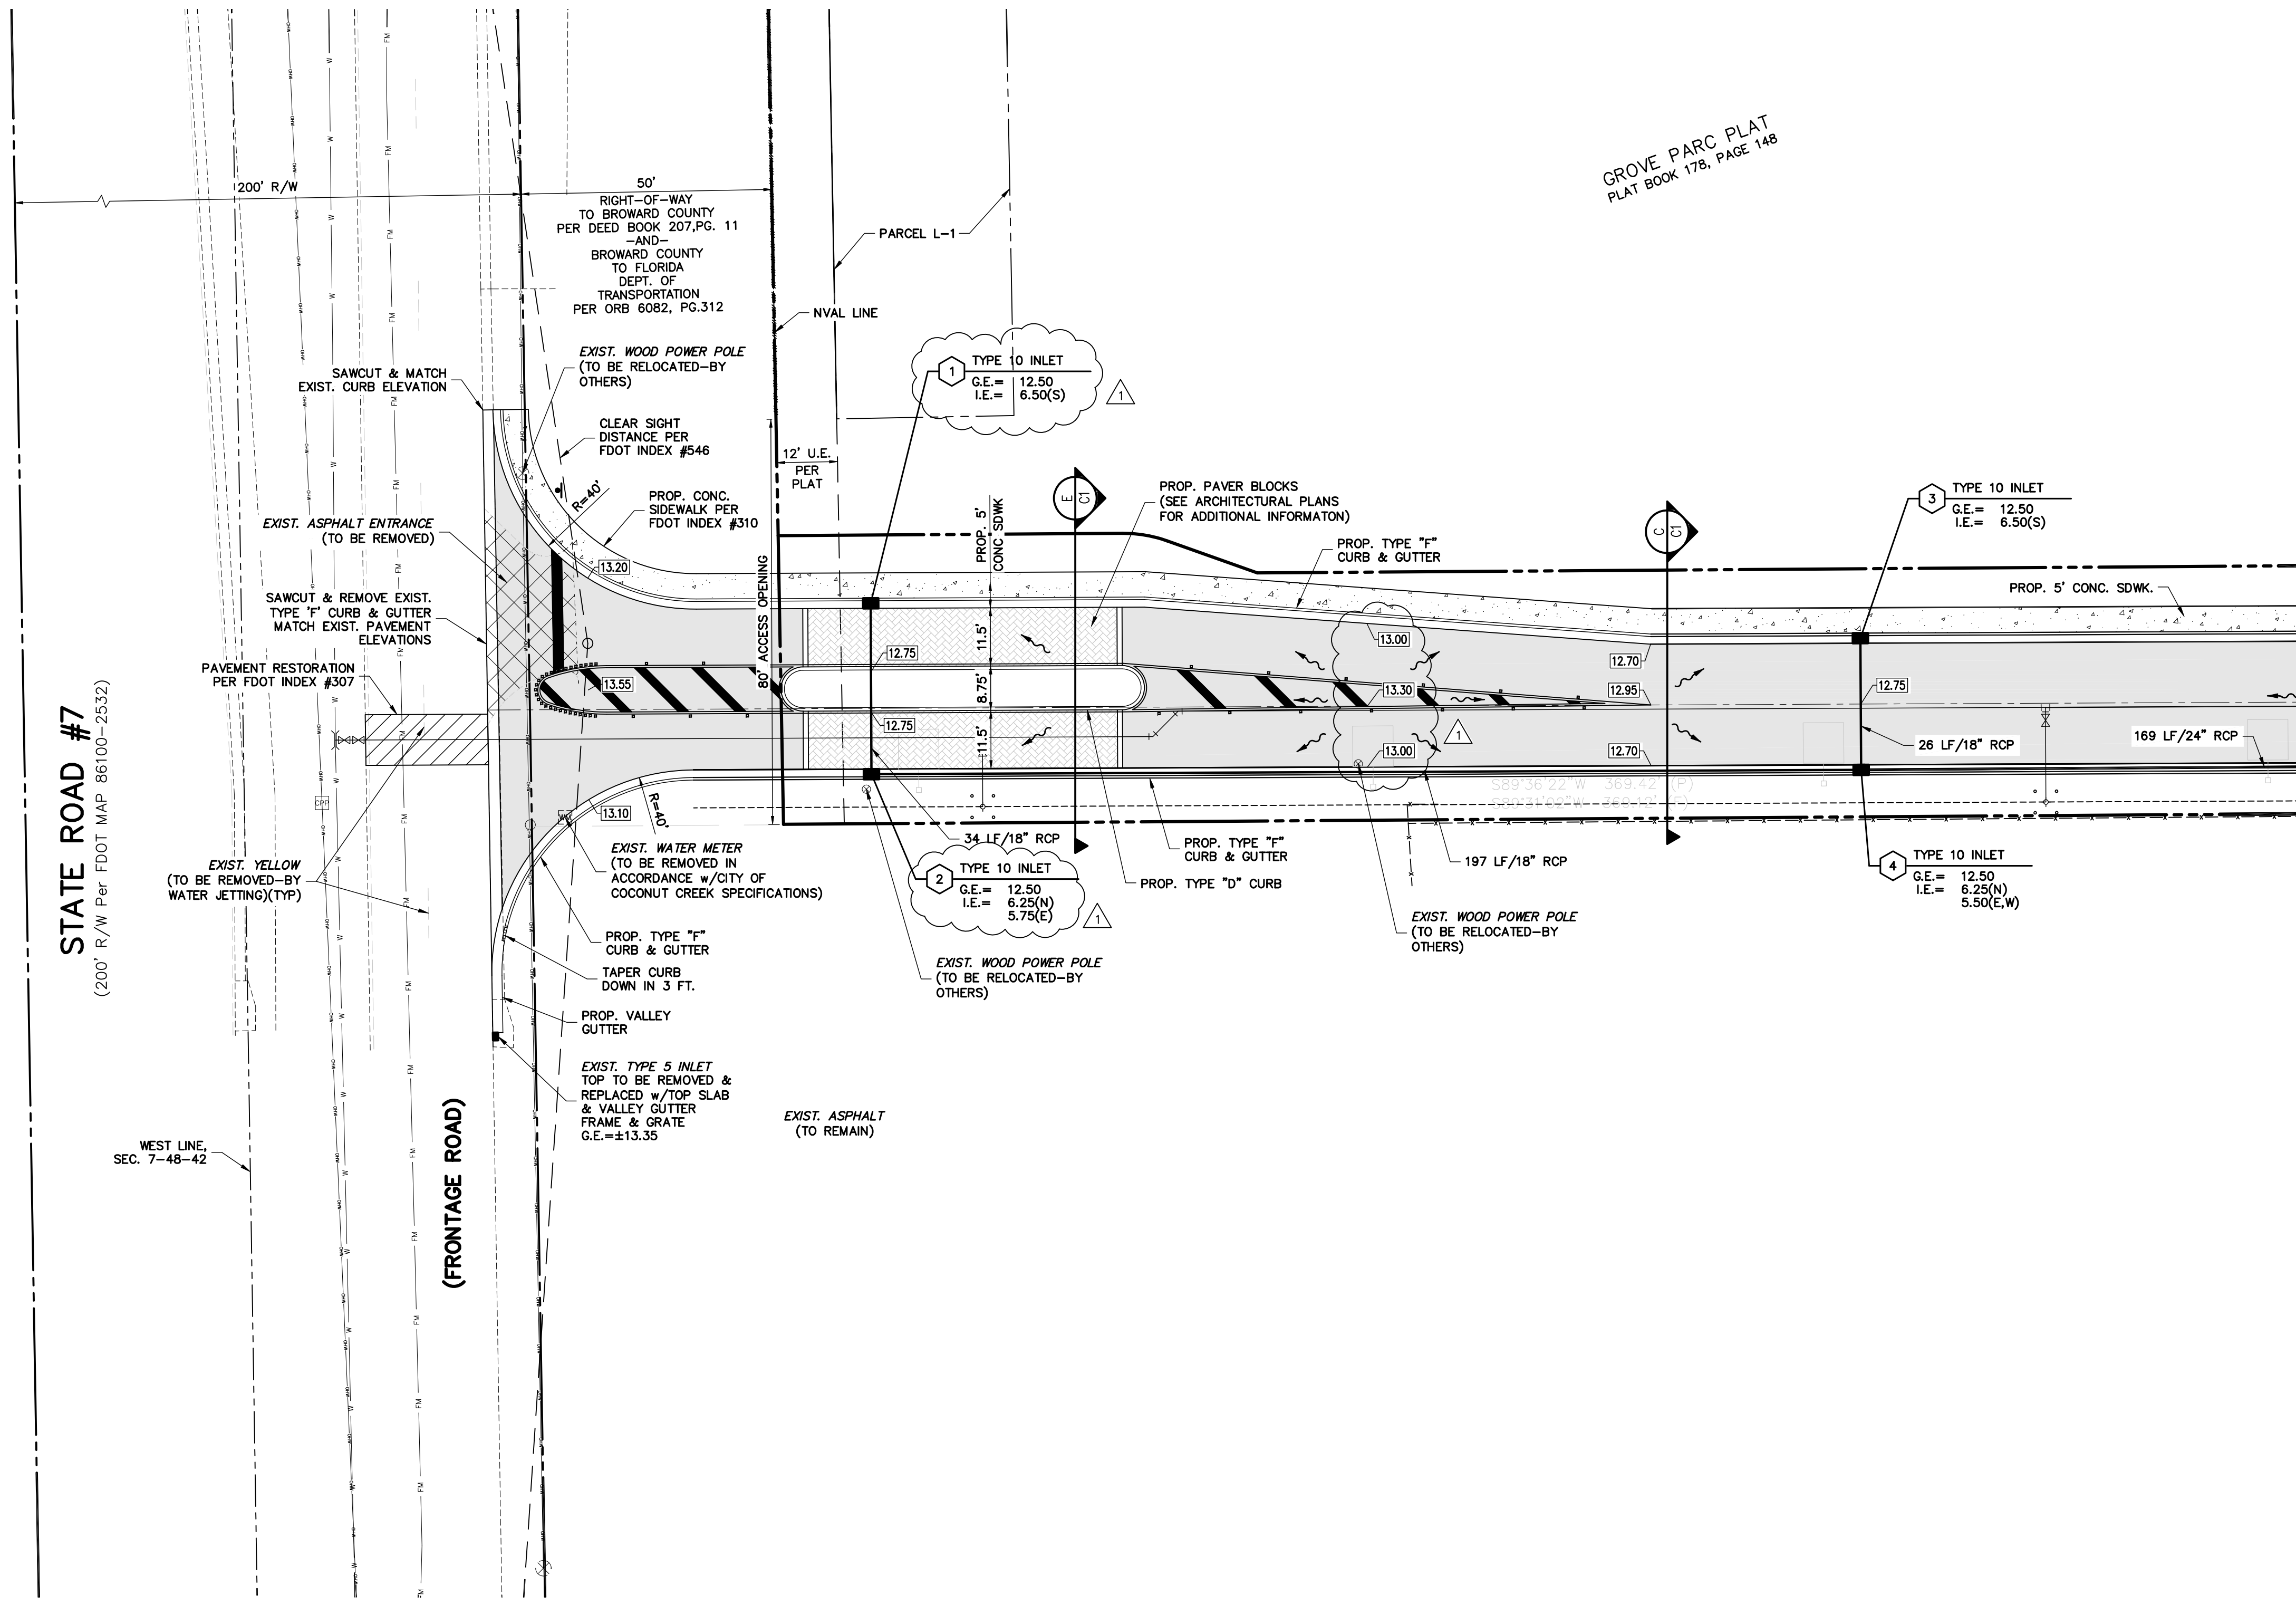 GROVE PARC PLAT
PLAT BOOK 178, PAGE 148
200' R/W
50'
RIGHT-OF-WAY
TO BROWARD COUNTY
PER DEED BOOK 207,PG. 11
-AND-
BROWARD COUNTY
TO FLORIDA
DEPT. OF
TRANSPORTATION
PER ORB 6082, PG.312
PARCEL L-1
NVAL LINE
EXIST. WOOD POWER POLE
(TO BE RELOCATED-BY
OTHERS)
SAWCUT & MATCH
EXIST. CURB ELEVATION
CLEAR SIGHT
DISTANCE PER
FDOT INDEX #546
1
TYPE 10 INLET
G.E.= 12.50
I.E.= 6.50(S)
1
12' U.E.
PER
PLAT
R=40'
PROP. CONC.
SIDEWALK PER
FDOT INDEX #310
EXIST. ASPHALT ENTRANCE
(TO BE REMOVED)
PROP. 5'
CONC SDWK
E
C1
PROP. PAVER BLOCKS
(SEE ARCHITECTURAL PLANS
FOR ADDITIONAL INFORMATON)
PROP. TYPE "F"
CURB & GUTTER
C
C1
3
TYPE 10 INLET
G.E.= 12.50
I.E.= 6.50(S)
PROP. 5' CONC. SDWK.
13.20
80' ACCESS OPENING
SAWCUT & REMOVE EXIST.
TYPE 'F' CURB & GUTTER
MATCH EXIST. PAVEMENT
ELEVATIONS
PAVEMENT RESTORATION
PER FDOT INDEX #307
13.55
12.75
12.75
11.5'
8.75'
11.5'
13.00
13.30
13.00
1
12.70
12.95
12.70
12.75
26 LF/18" RCP
169 LF/24" RCP
S89°36'22"W 369.42' (P)
STATE ROAD #7
(200' R/W Per FDOT MAP 86100-25332)
CPP
13.10
R=40'
WM
EXIST. WATER METER
(TO BE REMOVED IN
ACCORDANCE w/CITY OF
COCONUT CREEK SPECIFICATIONS)
34 LF/18" RCP
2
TYPE 10 INLET
G.E.= 12.50
I.E.= 6.25(N)
5.75(E)
1
PROP. TYPE "F"
CURB & GUTTER
PROP. TYPE "D" CURB
197 LF/18" RCP
4
TYPE 10 INLET
G.E.= 12.50
I.E.= 6.25(N)
5.50(E,W)
EXIST. YELLOW
(TO BE REMOVED-BY
WATER JETTING)(TYP)
EXIST. WOOD POWER POLE
(TO BE RELOCATED-BY
OTHERS)
EXIST. WOOD POWER POLE
(TO BE RELOCATED-BY
OTHERS)
PROP. TYPE "F"
CURB & GUTTER
TAPER CURB
DOWN IN 3 FT.
PROP. VALLEY
GUTTER
EXIST. TYPE 5 INLET
TOP TO BE REMOVED &
REPLACED w/TOP SLAB
& VALLEY GUTTER
FRAME & GRATE
G.E.=±13.35
EXIST. ASPHALT
(TO REMAIN)
WEST LINE,
SEC. 7-48-42
(FRONTAGE ROAD)